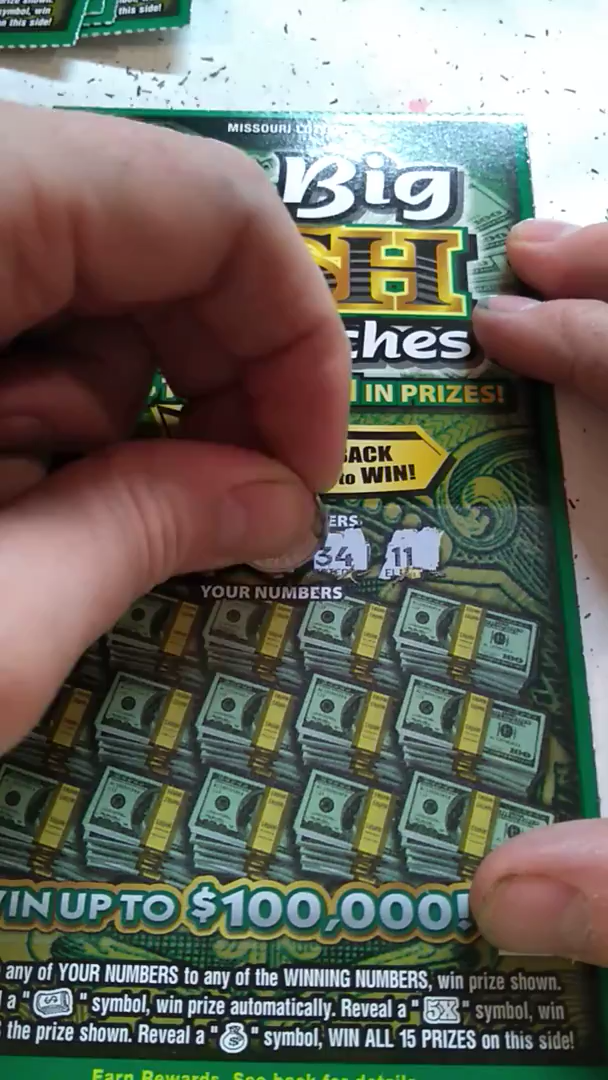 symbol, win
n this side!
this side!
MISSOURI
Big
SH
ches
IN PRIZES!
BACK
to WIN!
ERS
34 11
YOUR NUMBERS
WIN UP TO $100,000!
any of YOUR NUMBERS to any of the WINNING NUMBERS, win prize shown.
a " " symbol, win prize automatically. Reveal a " 5X " symbol, win
the prize shown. Reveal a " " symbol, WIN ALL 15 PRIZES on this side!
Earn Rewards. See back for details.